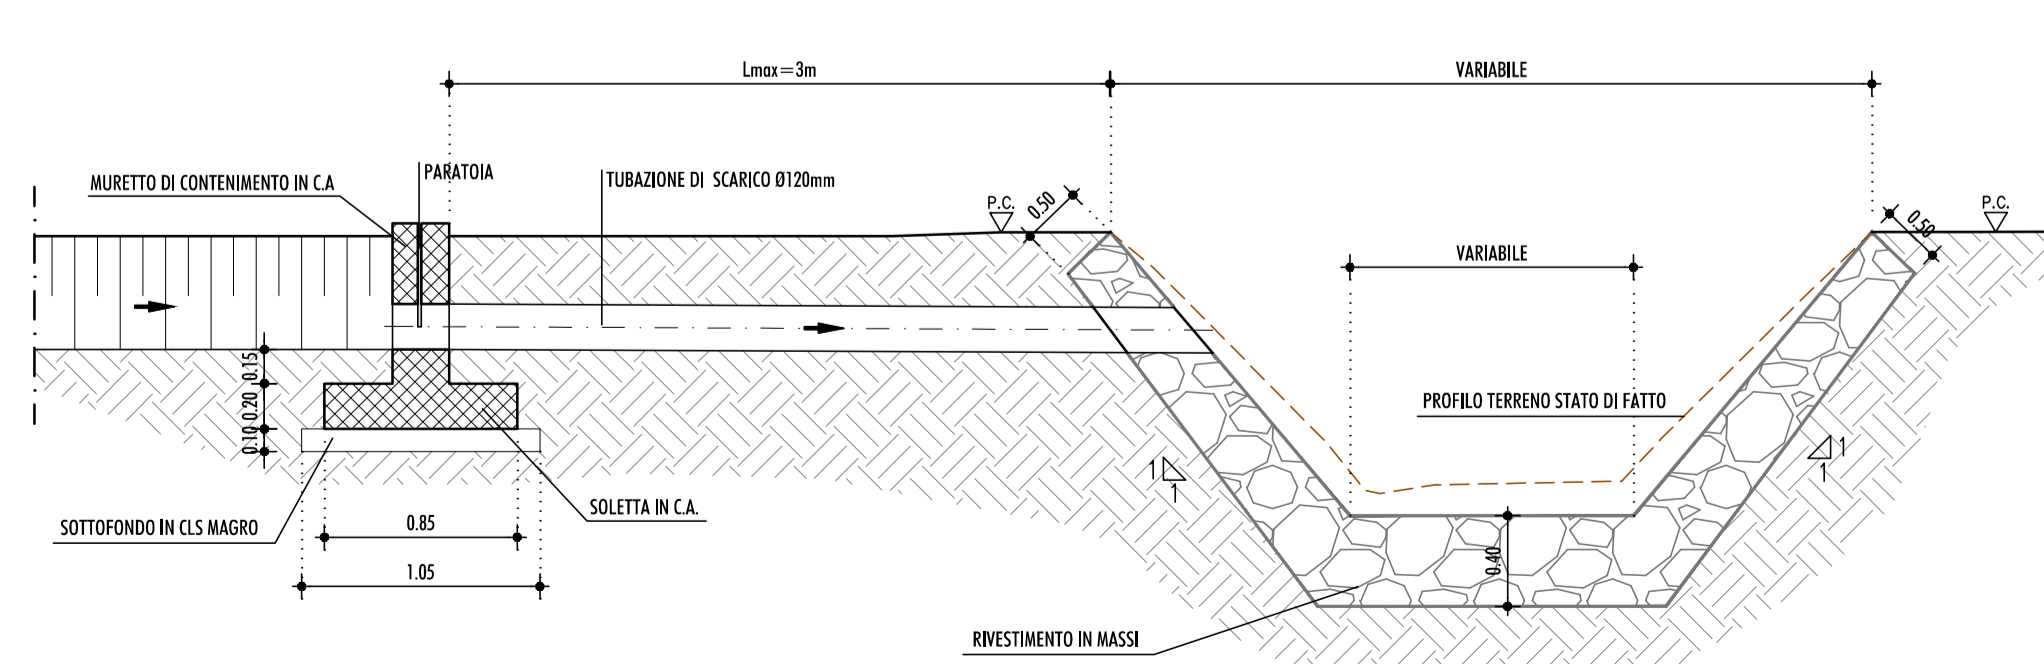 Lmax=3m
VARIABILE
PARATOIA
MURETTO DI CONTENIMENTO IN C.A
TUBAZIONE DI SCARICO Ø120mm
P.C.
0.50
P.C.
0.50
VARIABILE
0.15
0.20
0.10
PROFILO TERRENO STATO DI FATTO
1
1
1
1
SOLETTA IN C.A.
SOTTOFONDO IN CLS MAGRO
0.85
1.05
0.40
RIVESTIMENTO IN MASSI